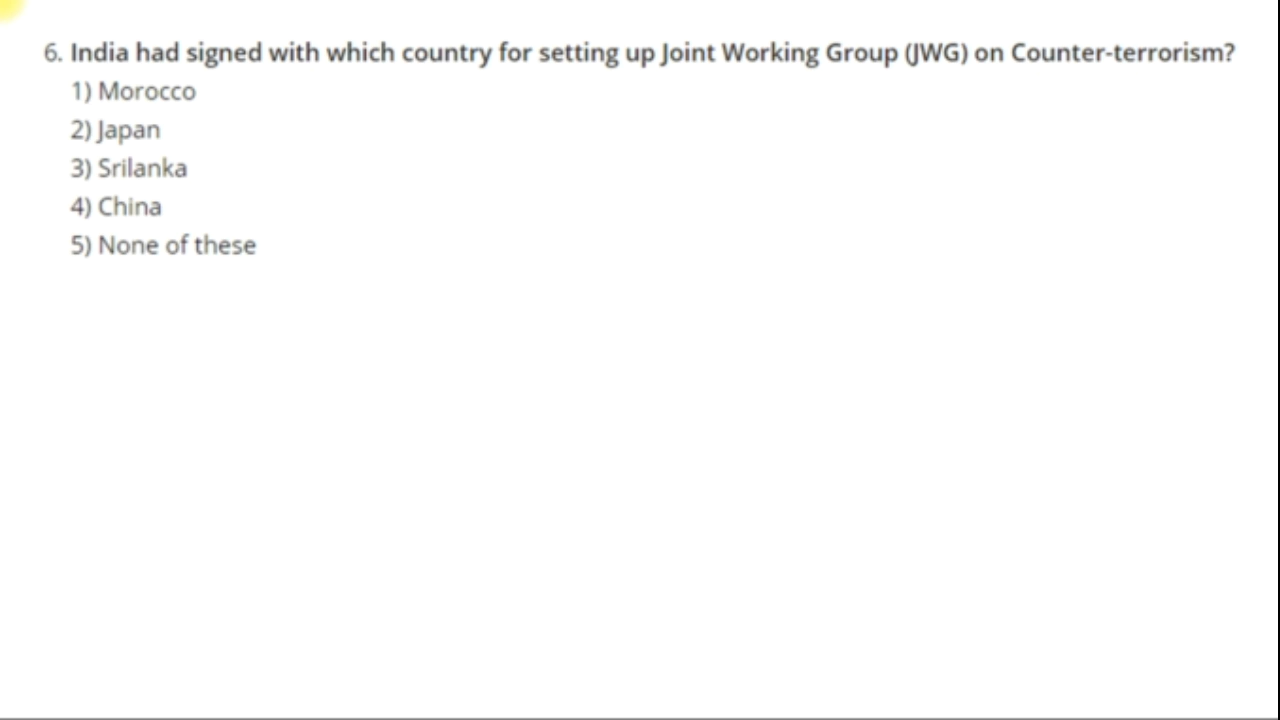 6. India had signed with which country for setting up Joint Working Group (JWG) on Counter-terrorism?
1) Morocco
2) Japan
3) Srilanka
4) China
5) None of these